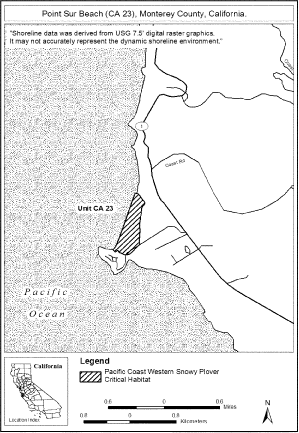 Point Sur Beach (CA 23), Monterey County, California.
"Shoreline data was derived from USG 7.5' digital raster graphics.
It may not accurately represent the dynamic shoreline environment."
1
Coast Rd
Unit CA 23
Pacific
Ocean
California
Location Index
Legend
Pacific Coast Western Snowy Plover
Critical Habitat
0.6 0 0.6
Miles
0.8 0 0.8
Kilometers
N